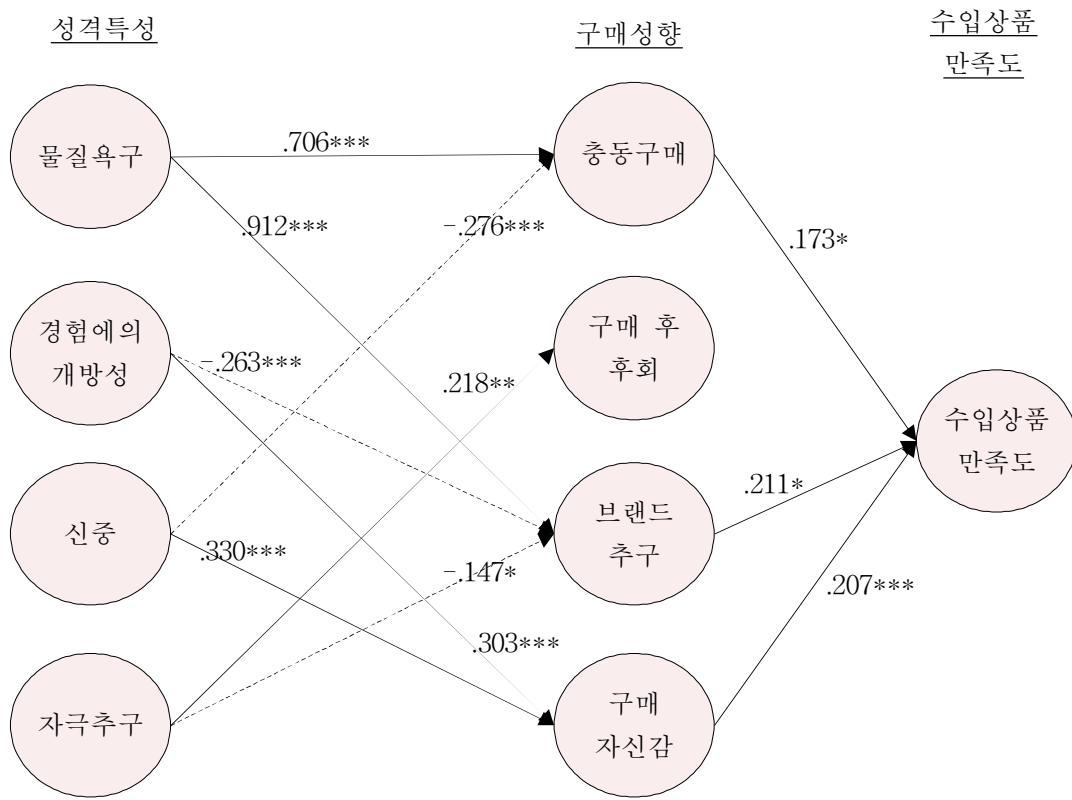 성격특성
구매성향
수입상품
만족도
물질욕구
.706***
충동구매
.912***
-.276***
.173*
경험에의
개방성
-.263***
.218**
구매 후
후회
수입상품
만족도
신중
.330***
-.147*
브랜드
추구
.211*
.207***
.303***
자극추구
구매
자신감